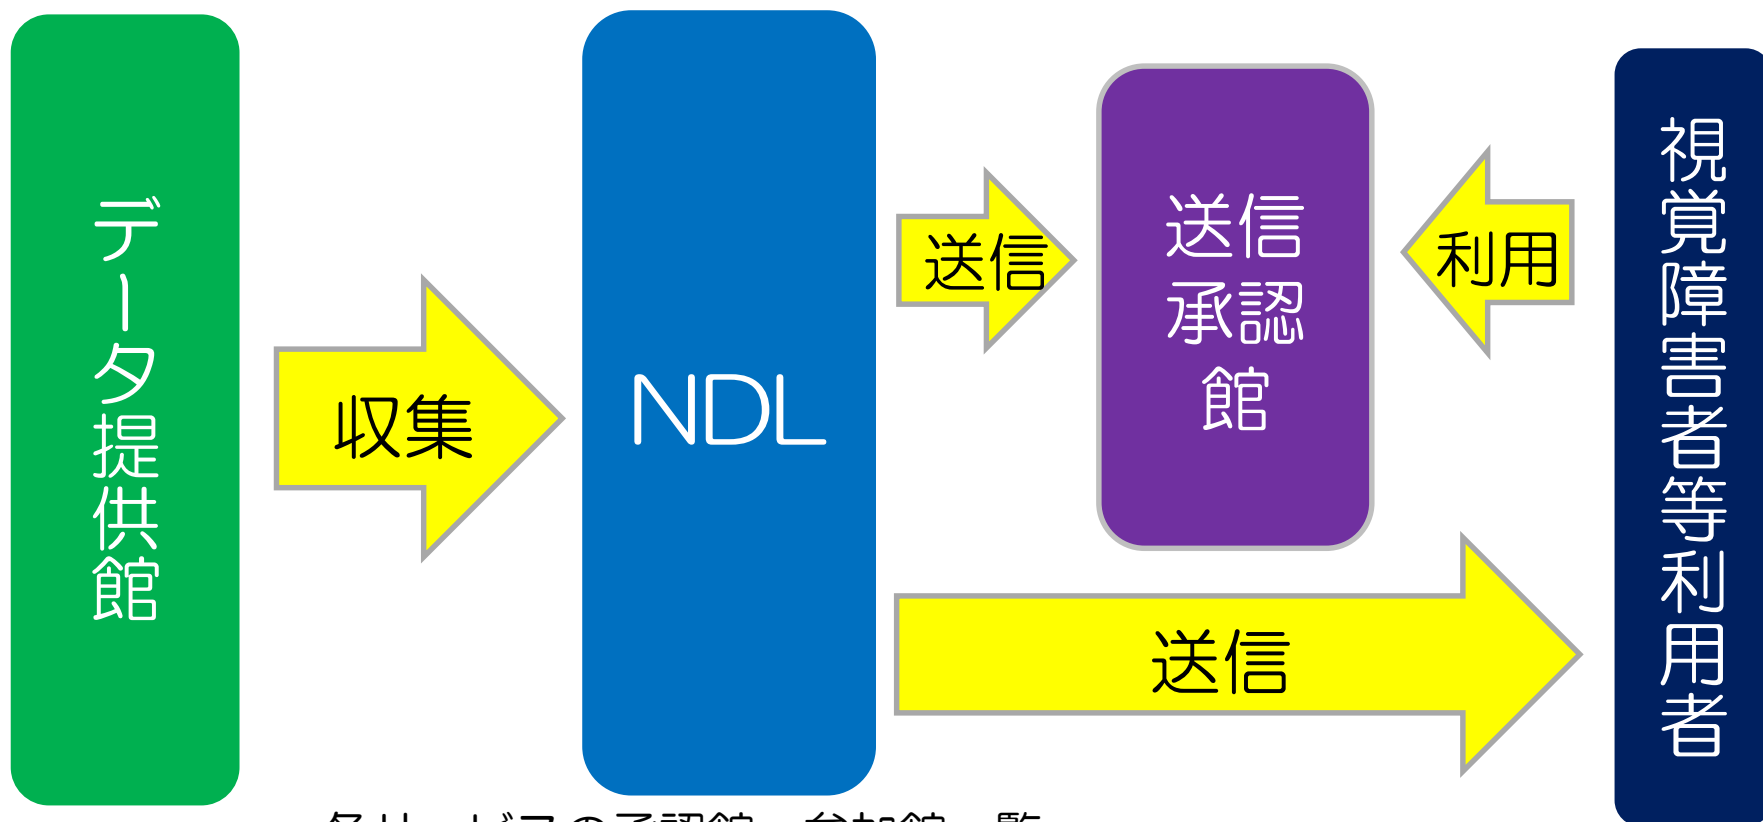 データ提供館
収集
NDL
送信
送信
承認
館
利用
送信
視覚障害者等利用者